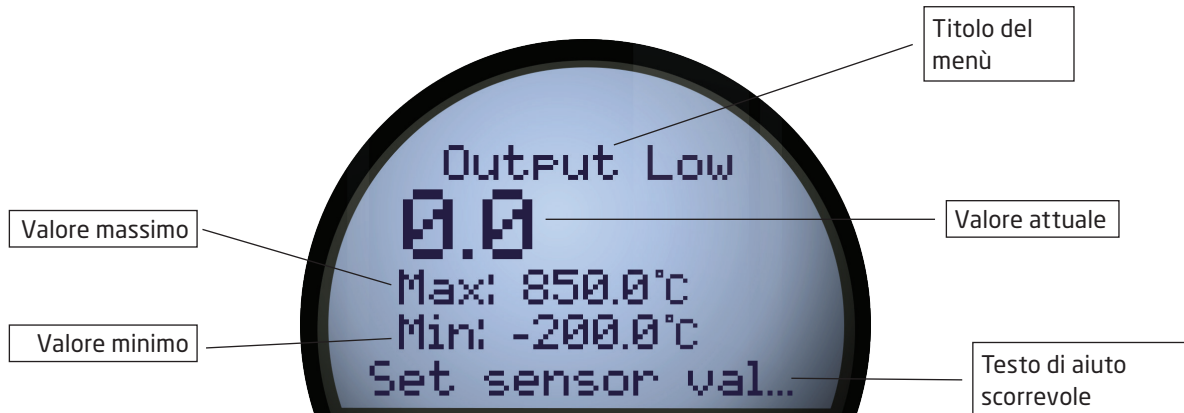 Titolo del
menù
Output Low
0.0
Valore massimo
Valore attuale
Max: 850.0°C
Min: -200.0°C
Valore minimo
Set sensor val...
Testo di aiuto
scorrevole